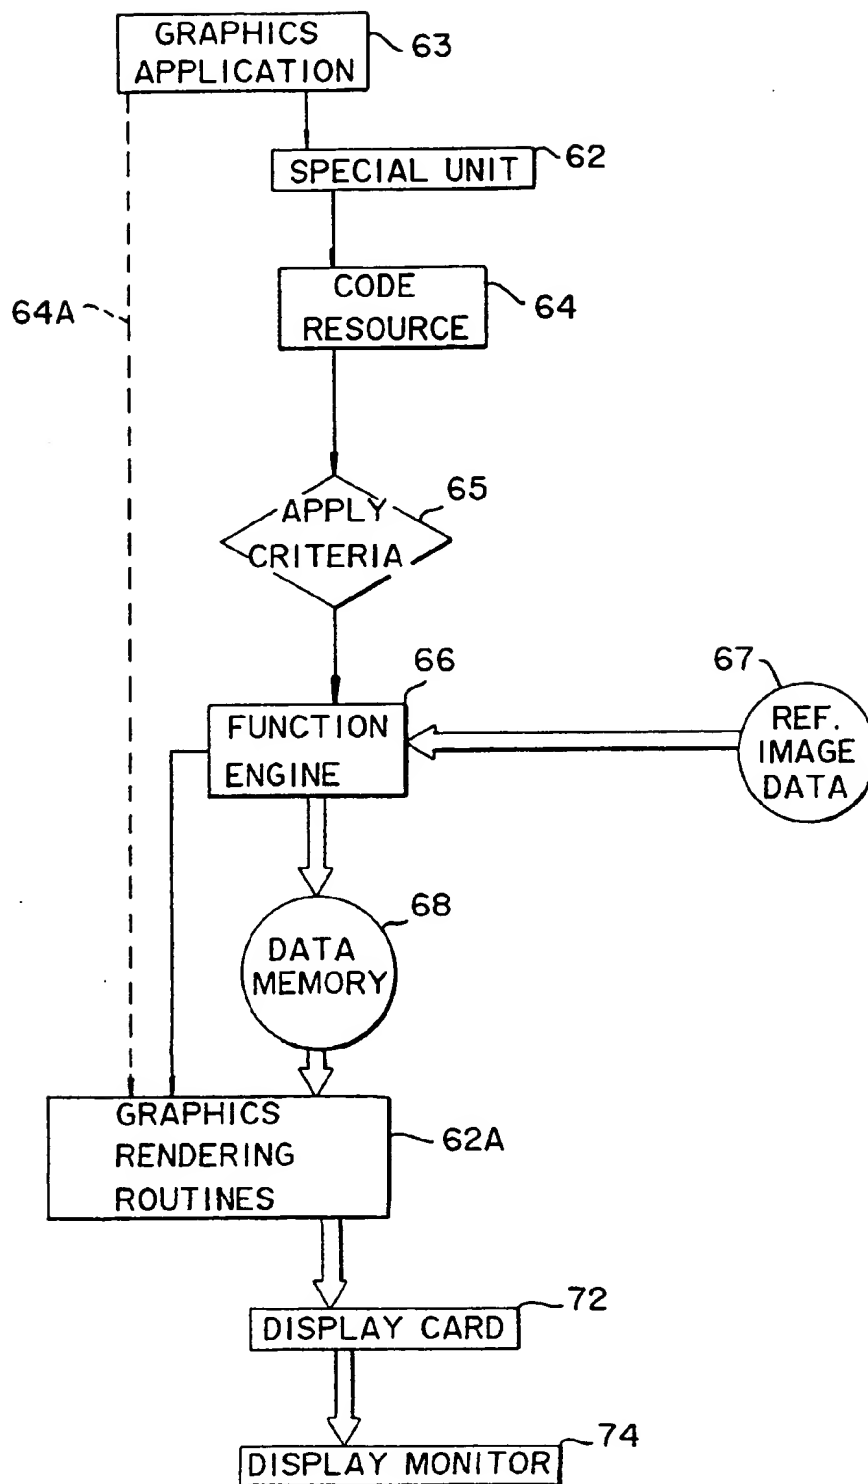 GRAPHICS
APPLICATION
63
SPECIAL UNIT
62
CODE
RESOURCE
64
64A
APPLY
CRITERIA
65
FUNCTION
ENGINE
66
REF.
IMAGE
DATA
67
DATA
MEMORY
68
GRAPHICS
RENDERING
ROUTINES
62A
DISPLAY CARD
72
DISPLAY MONITOR
74